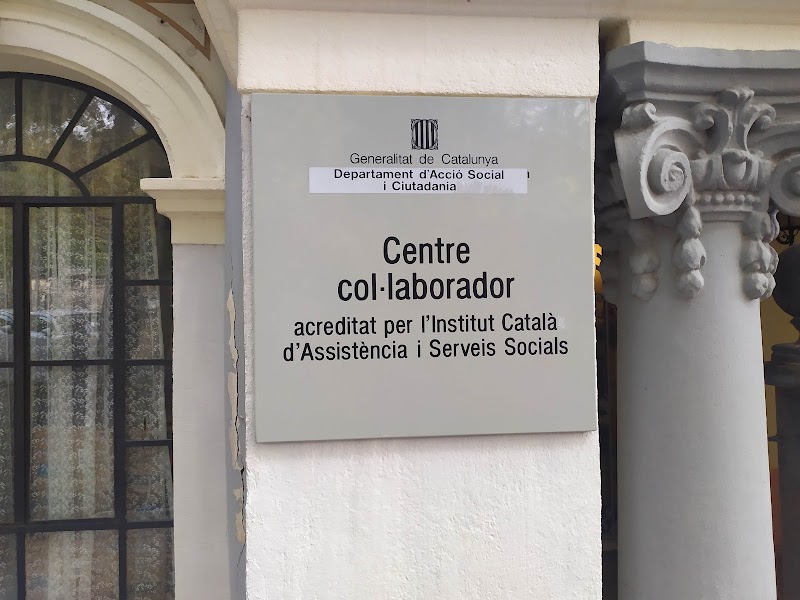 Generalitat de Catalunya
Departament d'Acció Social
i Ciutadania
Centre
col·laborador
acreditat per l'Institut Català
d'Assistència i Serveis Socials